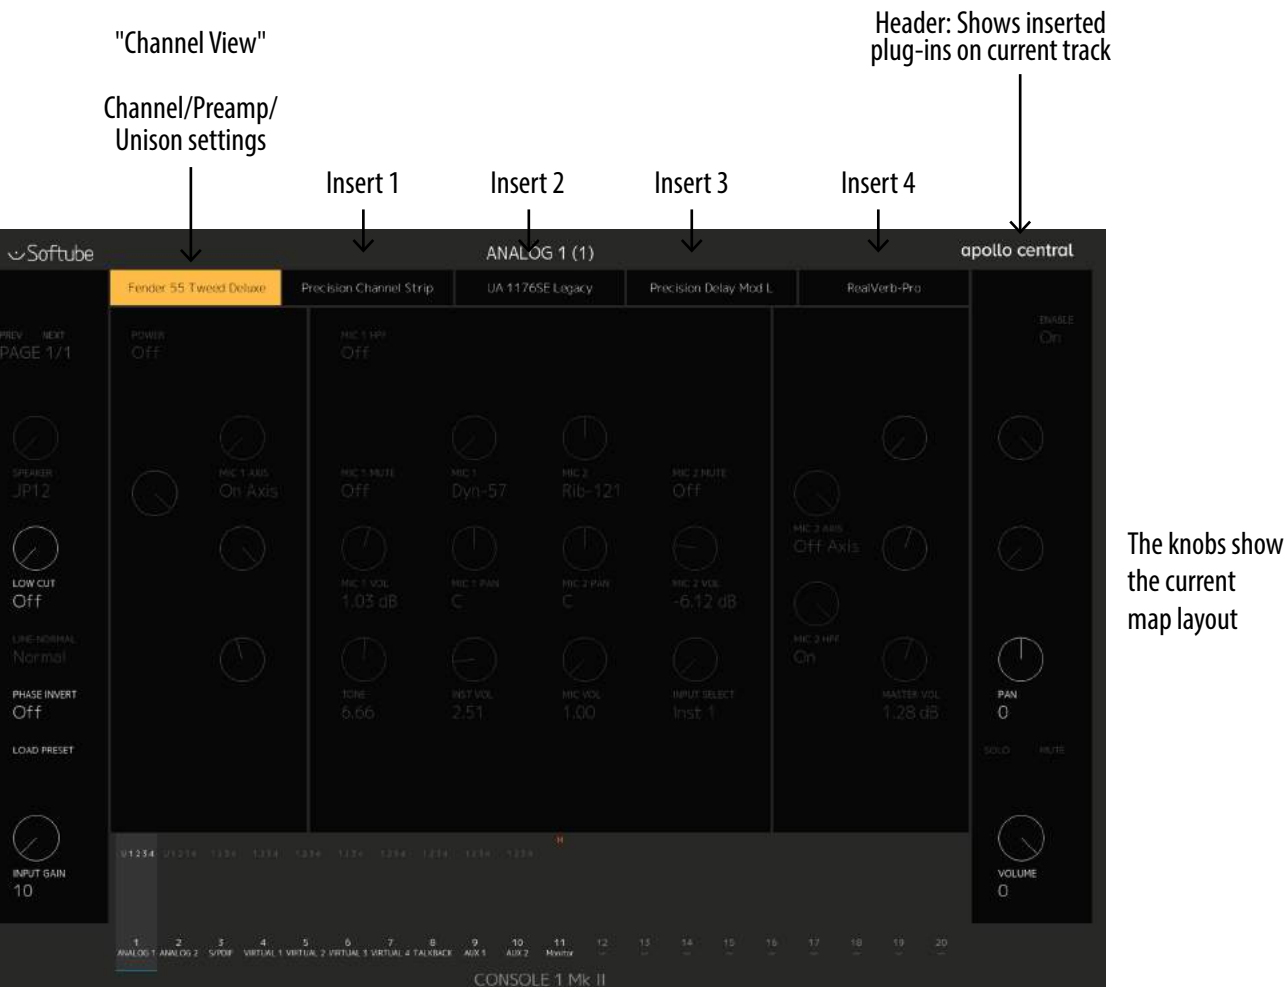 "Channel View"
Header: Shows inserted
plug-ins on current track
Channel/Preamp/
Unison settings
Insert 1
Insert 2
Insert 3
Insert 4
Softube
ANALOG 1 (1)
apollo central
Fender 55 Tweed Deluxe
Precision Channel Strip
UA 1176SE Legacy
Precision Delay Mod L
RealVerb-Pro
PREV NEXT
PAGE 1/1
POWER
Off
MIC 1 HPF
Off
ENABLE
On
SPEAKER
JP12
MIC 1 AXIS
On Axis
MIC 1 MUTE
Off
MIC 1
Dyn-57
MIC 2
Rib-121
MIC 2 MUTE
Off
MIC 2 AXIS
Off Axis
The knobs show
the current
map layout
LOW CUT
Off
MIC 1 VOL
1.03 dB
MIC 1 PAN
C
MIC 2 PAN
C
MIC 2 VOL
-6.12 dB
MIC 2 HPF
On
LINE-NORMAL
Normal
PHASE INVERT
Off
TONE
6.66
INST VOL
2.51
MIC VOL
1.00
INPUT SELECT
Inst 1
MASTER VOL
1.28 dB
PAN
0
LOAD PRESET
SOLO MUTE
INPUT GAIN
10
VOLUME
0
U1234 U1234 1234 1234 1234 1234 1234 1234 1234 1234
H
1 2 3 4 5 6 7 8 9 10 11 12 13 14 15 16 17 18 19 20
ANALOG 1 ANALOG 2 S/PDIF VIRTUAL 1 VIRTUAL 2 VIRTUAL 3 VIRTUAL 4 TALKBACK AUX 1 AUX 2 Monitor
CONSOLE 1 Mk II